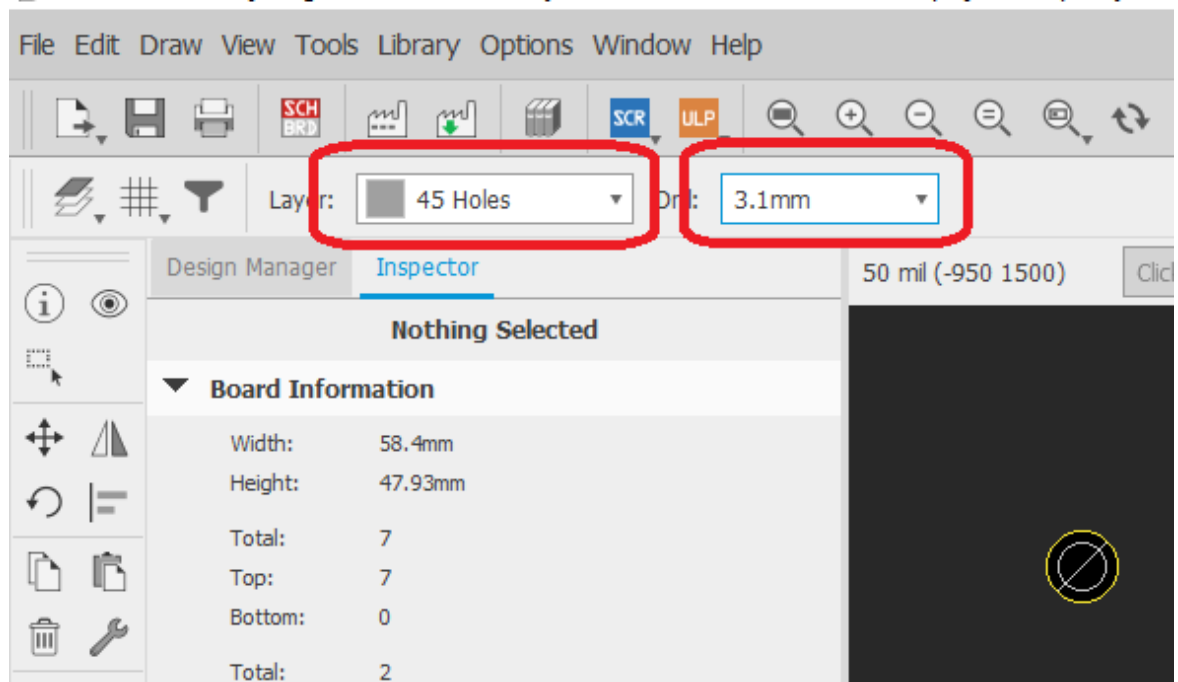 File Edit Draw View Tools Library Options Window Help
SCH
BRD
SCR
ULP
Layer: 45 Holes Drill: 3.1mm
Design Manager Inspector
50 mil (-950 1500)
Nothing Selected
Board Information
Width: 58.4mm
Height: 47.93mm
Total: 7
Top: 7
Bottom: 0
Total: 2